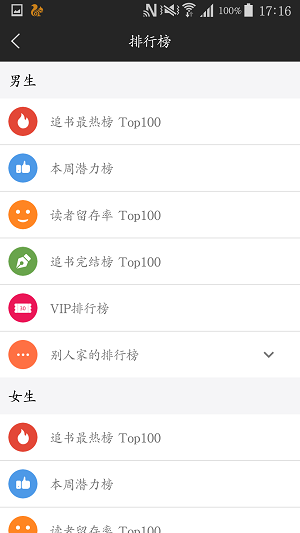 100% 17:16
排行榜
男生
追书最热榜 Top100
本周潜力榜
读者留存率 Top100
追书完结榜 Top100
VIP排行榜
别人家的排行榜
女生
追书最热榜 Top100
本周潜力榜
读者留存率 Top100